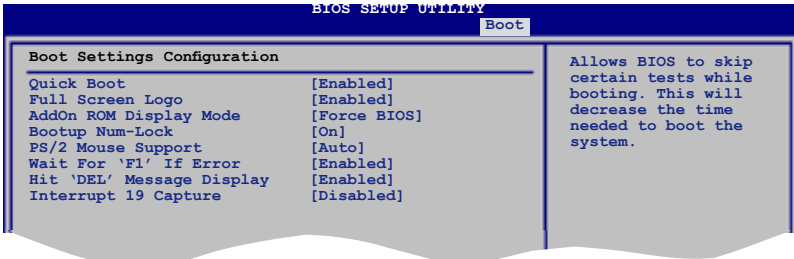 BIOS SETUP UTILITY
Boot
Boot Settings Configuration
Quick Boot [Enabled]
Full Screen Logo [Enabled]
AddOn ROM Display Mode [Force BIOS]
Bootup Num-Lock [On]
PS/2 Mouse Support [Auto]
Wait For ‘F1’ If Error [Enabled]
Hit ‘DEL’ Message Display [Enabled]
Interrupt 19 Capture [Disabled]
Allows BIOS to skip
certain tests while
booting. This will
decrease the time
needed to boot the
system.